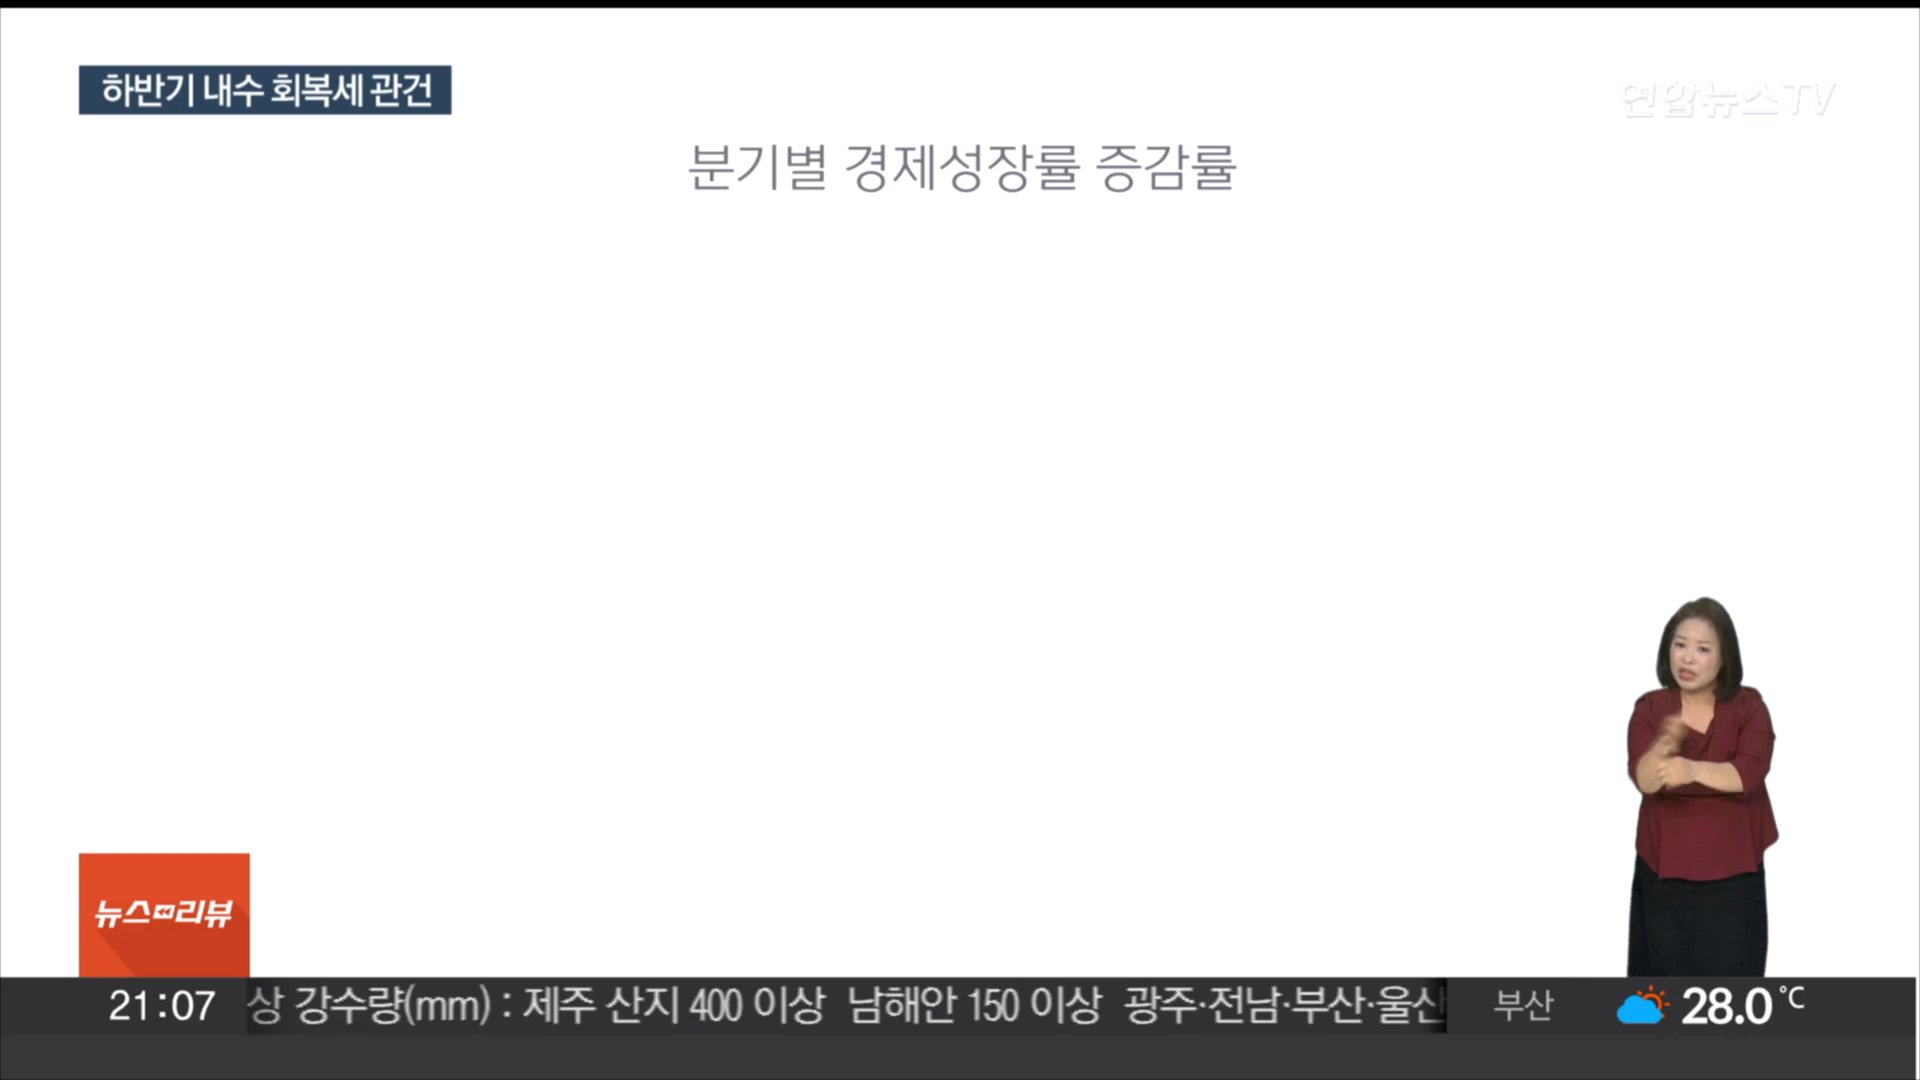 하반기 내수 회복세 관건
연합뉴스TV
분기별 경제성장률 증감률
뉴스리뷰
21:07 상 강수량(mm) : 제주 산지 400 이상 남해안 150 이상 광주·전남·부산·울산 부산 28.0℃